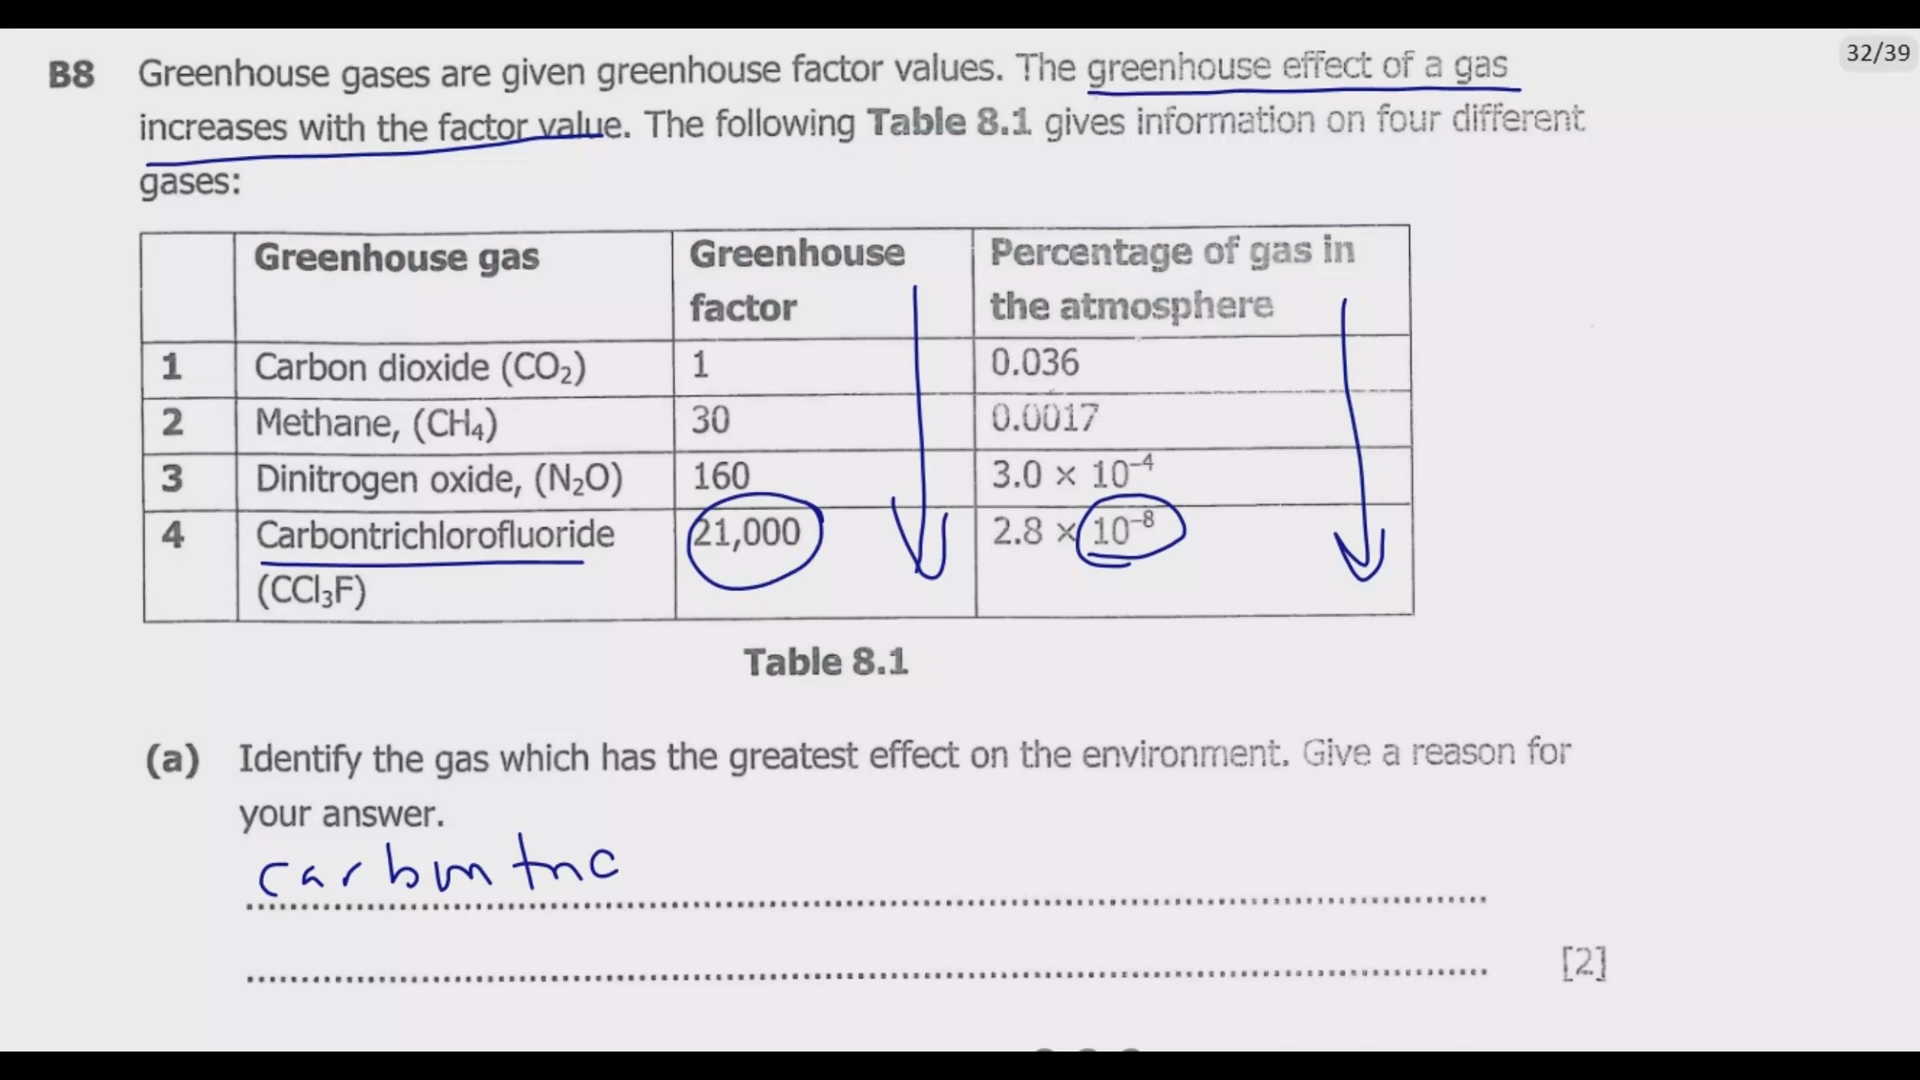 32/39
B8 Greenhouse gases are given greenhouse factor values. The greenhouse effect of a gas
increases with the factor value. The following Table 8.1 gives information on four different
gases:
Greenhouse gas Greenhouse factor Percentage of gas in the atmosphere
1 Carbon dioxide (CO₂) 1 0.036
2 Methane, (CH₄) 30 0.0017
3 Dinitrogen oxide, (N₂O) 160 3.0 × 10⁻⁴
4 Carbontrichlorofluoride (CCl₃F) 21,000 2.8 × 10⁻⁸
Table 8.1
(a) Identify the gas which has the greatest effect on the environment. Give a reason for
your answer.
carbon tric
[2]